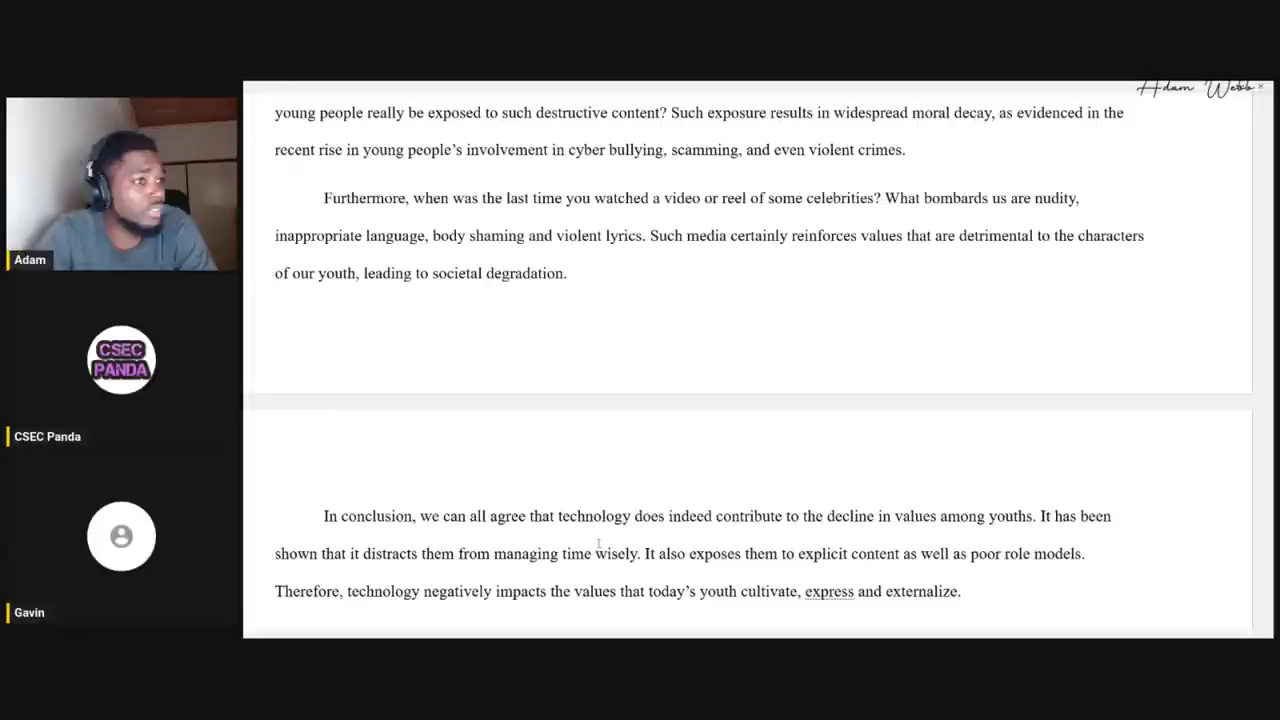 Adam Webb
young people really be exposed to such destructive content? Such exposure results in widespread moral decay, as evidenced in the
recent rise in young people’s involvement in cyber bullying, scamming, and even violent crimes.
Furthermore, when was the last time you watched a video or reel of some celebrities? What bombards us are nudity,
inappropriate language, body shaming and violent lyrics. Such media certainly reinforces values that are detrimental to the characters
of our youth, leading to societal degradation.
Adam
CSEC
PANDA
CSEC Panda
In conclusion, we can all agree that technology does indeed contribute to the decline in values among youths. It has been
shown that it distracts them from managing time wisely. It also exposes them to explicit content as well as poor role models.
Therefore, technology negatively impacts the values that today’s youth cultivate, express and externalize.
Gavin